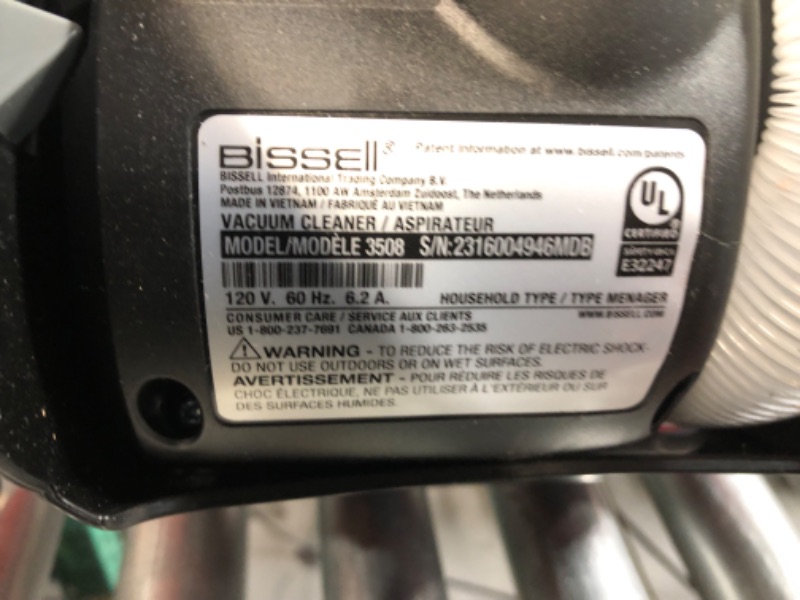 BISSELL® Patent information at www.bissell.com/patents
BISSELL International Trading Company B.V.
Postbus 12874, 1100 AW Amsterdam Zuidoost, The Netherlands
MADE IN VIETNAM / FABRIQUÉ AU VIETNAM
VACUUM CLEANER / ASPIRATEUR
MODEL/MODÈLE 3508 S/N:2316004946MDB
120 V. 60 Hz. 6.2 A. HOUSEHOLD TYPE / TYPE MENAGER
CONSUMER CARE / SERVICE AUX CLIENTS WWW.BISSELL.COM
US 1-800-237-7691 CANADA 1-800-263-2535
WARNING - TO REDUCE THE RISK OF ELECTRIC SHOCK-
DO NOT USE OUTDOORS OR ON WET SURFACES.
AVERTISSEMENT - POUR RÉDUIRE LES RISQUES DE
CHOC ÉLECTRIQUE, NE PAS UTILISER À L'EXTÉRIEUR OU SUR
DES SURFACES HUMIDES.
UL ®
CERTIFIED
E32247